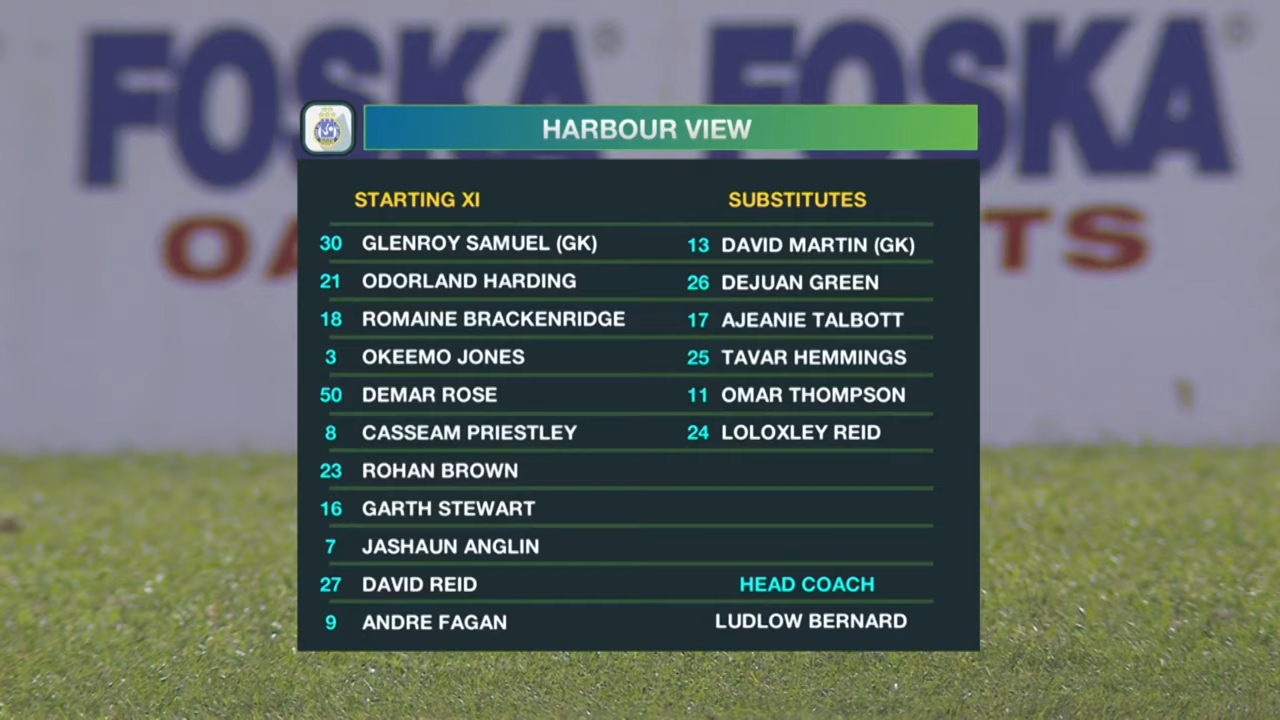 FOSKA FOSKA
HARBOUR VIEW
STARTING XI
30 GLENROY SAMUEL (GK)
21 ODORLAND HARDING
18 ROMAINE BRACKENRIDGE
3 OKEEMO JONES
50 DEMAR ROSE
8 CASSEAM PRIESTLEY
23 ROHAN BROWN
16 GARTH STEWART
7 JASHAUN ANGLIN
27 DAVID REID
9 ANDRE FAGAN
SUBSTITUTES
13 DAVID MARTIN (GK)
26 DEJUAN GREEN
17 AJEANIE TALBOTT
25 TAVAR HEMMINGS
11 OMAR THOMPSON
24 LOLOXLEY REID
HEAD COACH
LUDLOW BERNARD